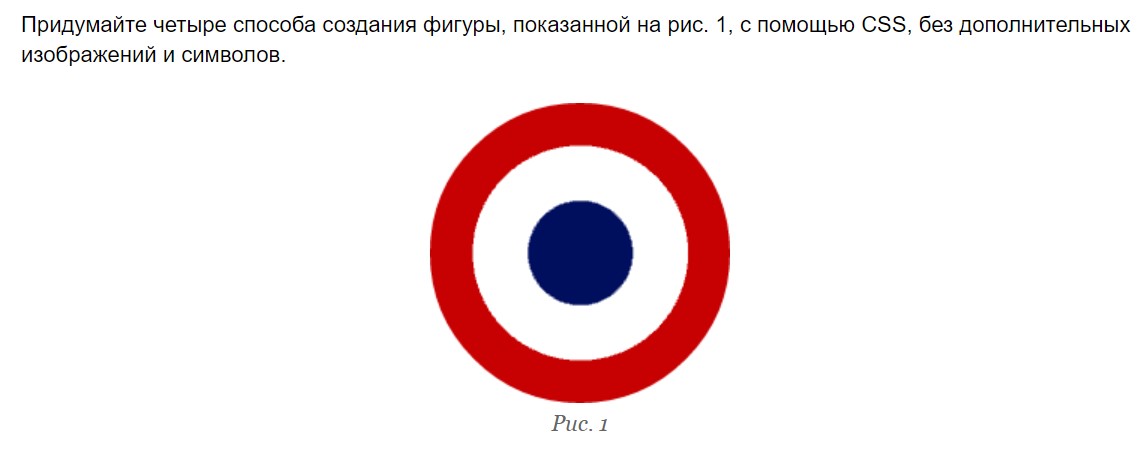 Придумайте четыре способа создания фигуры, показанной на рис. 1, с помощью CSS, без дополнительных
изображений и символов.
Рис. 1